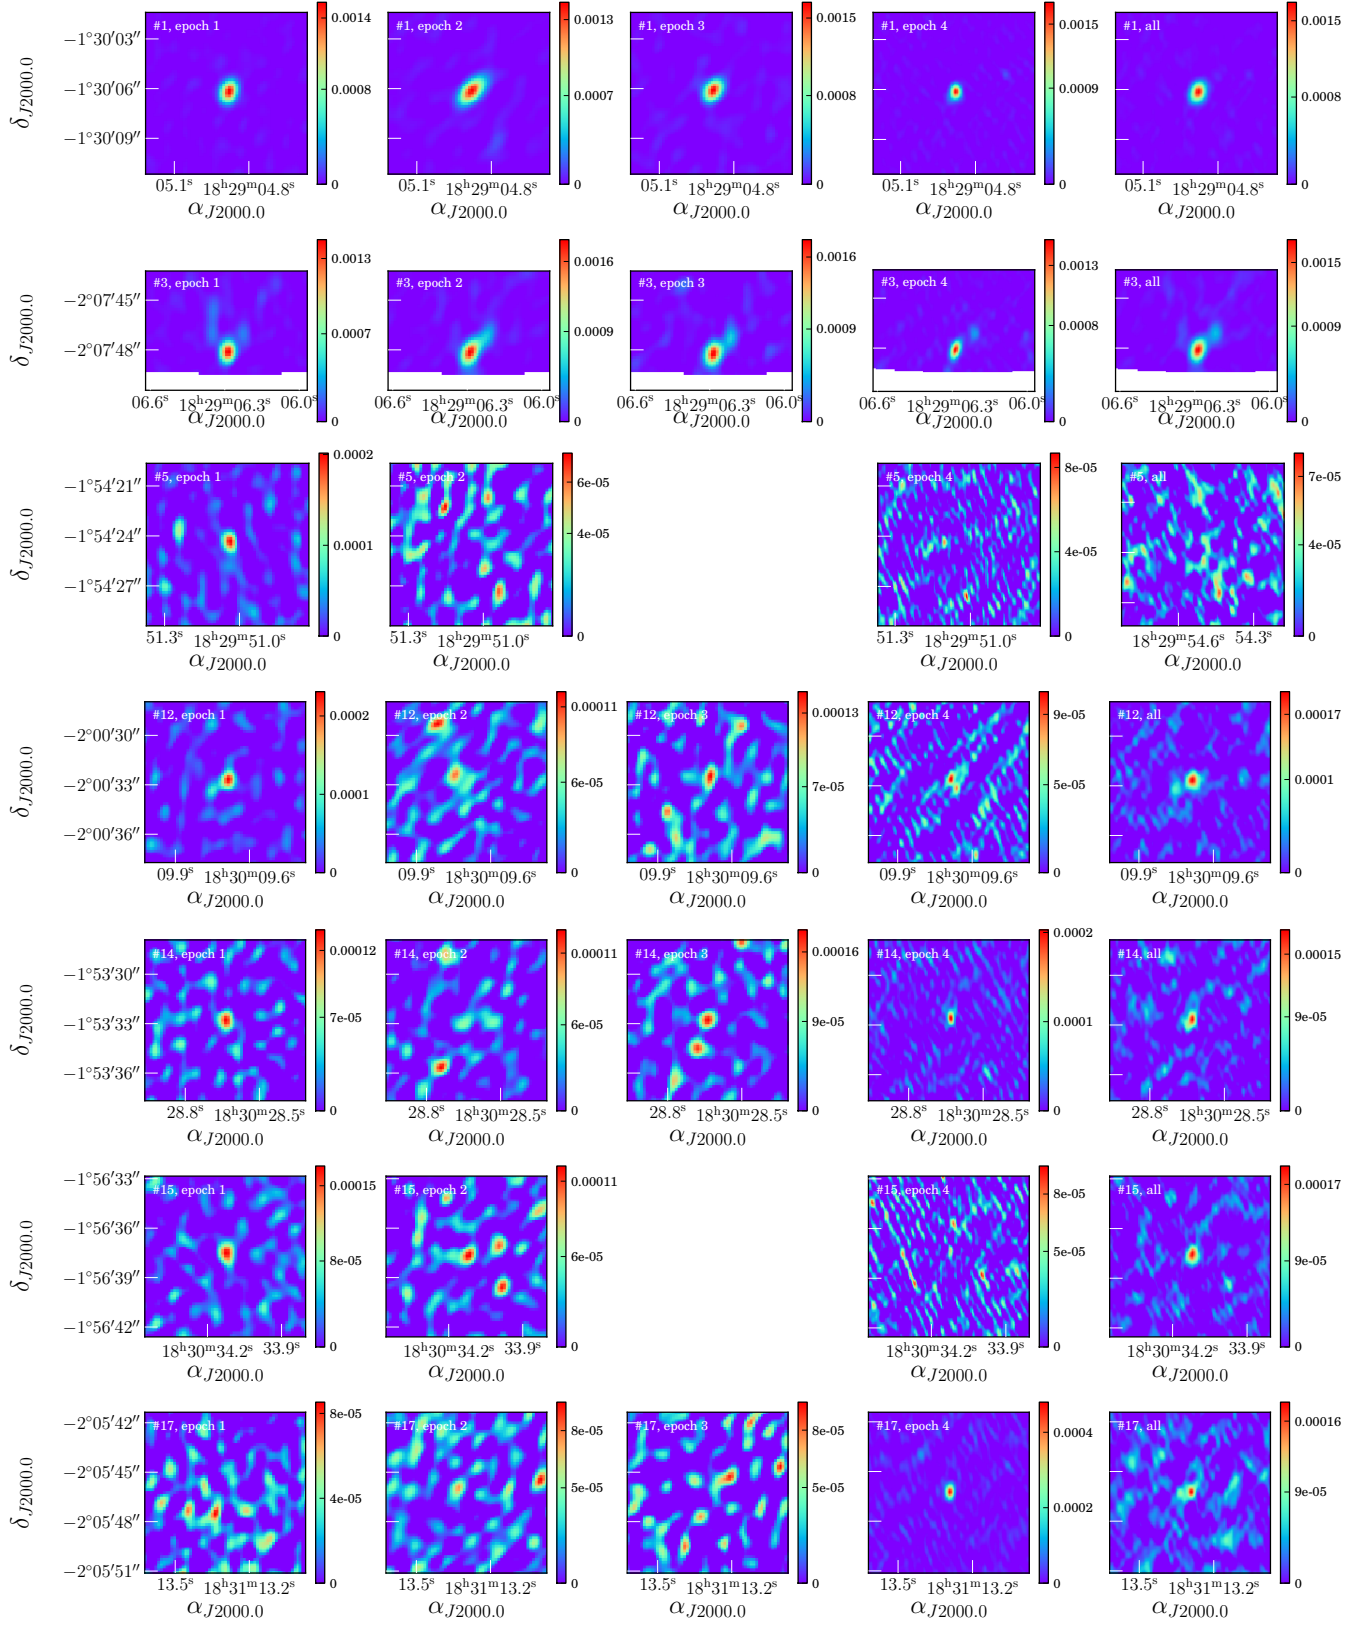 #1, epoch 1 #1, epoch 2 #1, epoch 3 #1, epoch 4 #1, all
δJ2000.0
−1°30′03″
−1°30′06″
−1°30′09″
0.0014 0.0008 0
0.0013 0.0007 0
0.0015 0.0008 0
0.0015 0.0009 0
0.0015 0.0008 0
05.1s 18h29m04.8s 05.1s 18h29m04.8s 05.1s 18h29m04.8s 05.1s 18h29m04.8s 05.1s 18h29m04.8s
αJ2000.0 αJ2000.0 αJ2000.0 αJ2000.0 αJ2000.0
#3, epoch 1 #3, epoch 2 #3, epoch 3 #3, epoch 4 #3, all
δJ2000.0
−2°07′45″
−2°07′48″
0.0013 0.0007 0
0.0016 0.0009 0
0.0016 0.0009 0
0.0013 0.0008 0
0.0015 0.0009 0
06.6s 18h29m06.3s 06.0s 06.6s 18h29m06.3s 06.0s 06.6s 18h29m06.3s 06.0s 06.6s 18h29m06.3s 06.0s 06.6s 18h29m06.3s 06.0s
αJ2000.0 αJ2000.0 αJ2000.0 αJ2000.0 αJ2000.0
#5, epoch 1 #5, epoch 2 #5, epoch 4 #5, all
δJ2000.0
−1°54′21″
−1°54′24″
−1°54′27″
0.0002 0.0001 0
6e-05 4e-05 0
8e-05 4e-05 0
7e-05 4e-05 0
51.3s 18h29m51.0s 51.3s 18h29m51.0s 51.3s 18h29m51.0s 18h29m54.6s 54.3s
αJ2000.0 αJ2000.0 αJ2000.0 αJ2000.0
#12, epoch 1 #12, epoch 2 #12, epoch 3 #12, epoch 4 #12, all
δJ2000.0
−2°00′30″
−2°00′33″
−2°00′36″
0.0002 0.0001 0
0.00011 6e-05 0
0.00013 7e-05 0
9e-05 5e-05 0
0.00017 0.0001 0
09.9s 18h30m09.6s 09.9s 18h30m09.6s 09.9s 18h30m09.6s 09.9s 18h30m09.6s 09.9s 18h30m09.6s
αJ2000.0 αJ2000.0 αJ2000.0 αJ2000.0 αJ2000.0
#14, epoch 1 #14, epoch 2 #14, epoch 3 #14, epoch 4 #14, all
δJ2000.0
−1°53′30″
−1°53′33″
−1°53′36″
0.00012 7e-05 0
0.00011 6e-05 0
0.00016 9e-05 0
0.0002 0.0001 0
0.00015 9e-05 0
28.8s 18h30m28.5s 28.8s 18h30m28.5s 28.8s 18h30m28.5s 28.8s 18h30m28.5s 28.8s 18h30m28.5s
αJ2000.0 αJ2000.0 αJ2000.0 αJ2000.0 αJ2000.0
#15, epoch 1 #15, epoch 2 #15, epoch 4 #15, all
δJ2000.0
−1°56′33″
−1°56′36″
−1°56′39″
−1°56′42″
0.00015 8e-05 0
0.00011 6e-05 0
8e-05 5e-05 0
0.00017 9e-05 0
18h30m34.2s 33.9s 18h30m34.2s 33.9s 18h30m34.2s 33.9s 18h30m34.2s 33.9s
αJ2000.0 αJ2000.0 αJ2000.0 αJ2000.0
#17, epoch 1 #17, epoch 2 #17, epoch 3 #17, epoch 4 #17, all
δJ2000.0
−2°05′42″
−2°05′45″
−2°05′48″
−2°05′51″
8e-05 4e-05 0
8e-05 5e-05 0
8e-05 5e-05 0
0.0004 0.0002 0
0.00016 9e-05 0
13.5s 18h31m13.2s 13.5s 18h31m13.2s 13.5s 18h31m13.2s 13.5s 18h31m13.2s 13.5s 18h31m13.2s
αJ2000.0 αJ2000.0 αJ2000.0 αJ2000.0 αJ2000.0